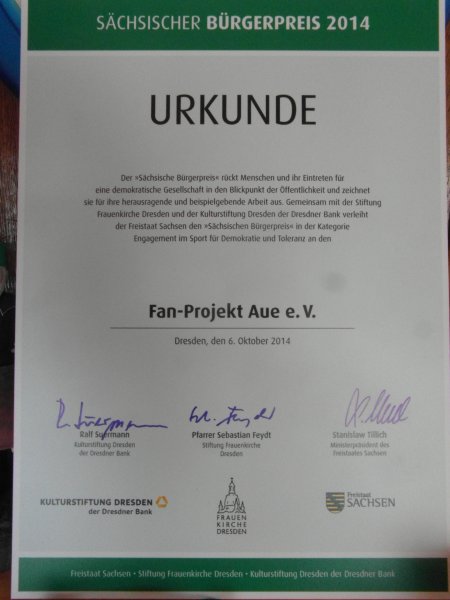 SÄCHSISCHER BÜRGERPREIS 2014
URKUNDE
Der »Sächsische Bürgerpreis« rückt Menschen und ihr Eintreten für
eine demokratische Gesellschaft in den Blickpunkt der Öffentlichkeit und zeichnet
sie für ihre herausragende und beispielgebende Arbeit aus. Gemeinsam mit der Stiftung
Frauenkirche Dresden und der Kulturstiftung Dresden der Dresdner Bank verleiht
der Freistaat Sachsen den »Sächsischen Bürgerpreis« in der Kategorie
Engagement im Sport für Demokratie und Toleranz an den
Fan-Projekt Aue e.V.
Dresden, den 6. Oktober 2014
Ralf Suermann
Kulturstiftung Dresden
der Dresdner Bank
Pfarrer Sebastian Feydt
Stiftung Frauenkirche
Dresden
Stanislaw Tillich
Ministerpräsident des
Freistaates Sachsen
KULTURSTIFTUNG DRESDEN
der Dresdner Bank
FRAUEN
KIRCHE
DRESDEN
Freistaat
SACHSEN
Freistaat Sachsen • Stiftung Frauenkirche Dresden • Kulturstiftung Dresden der Dresdner Bank